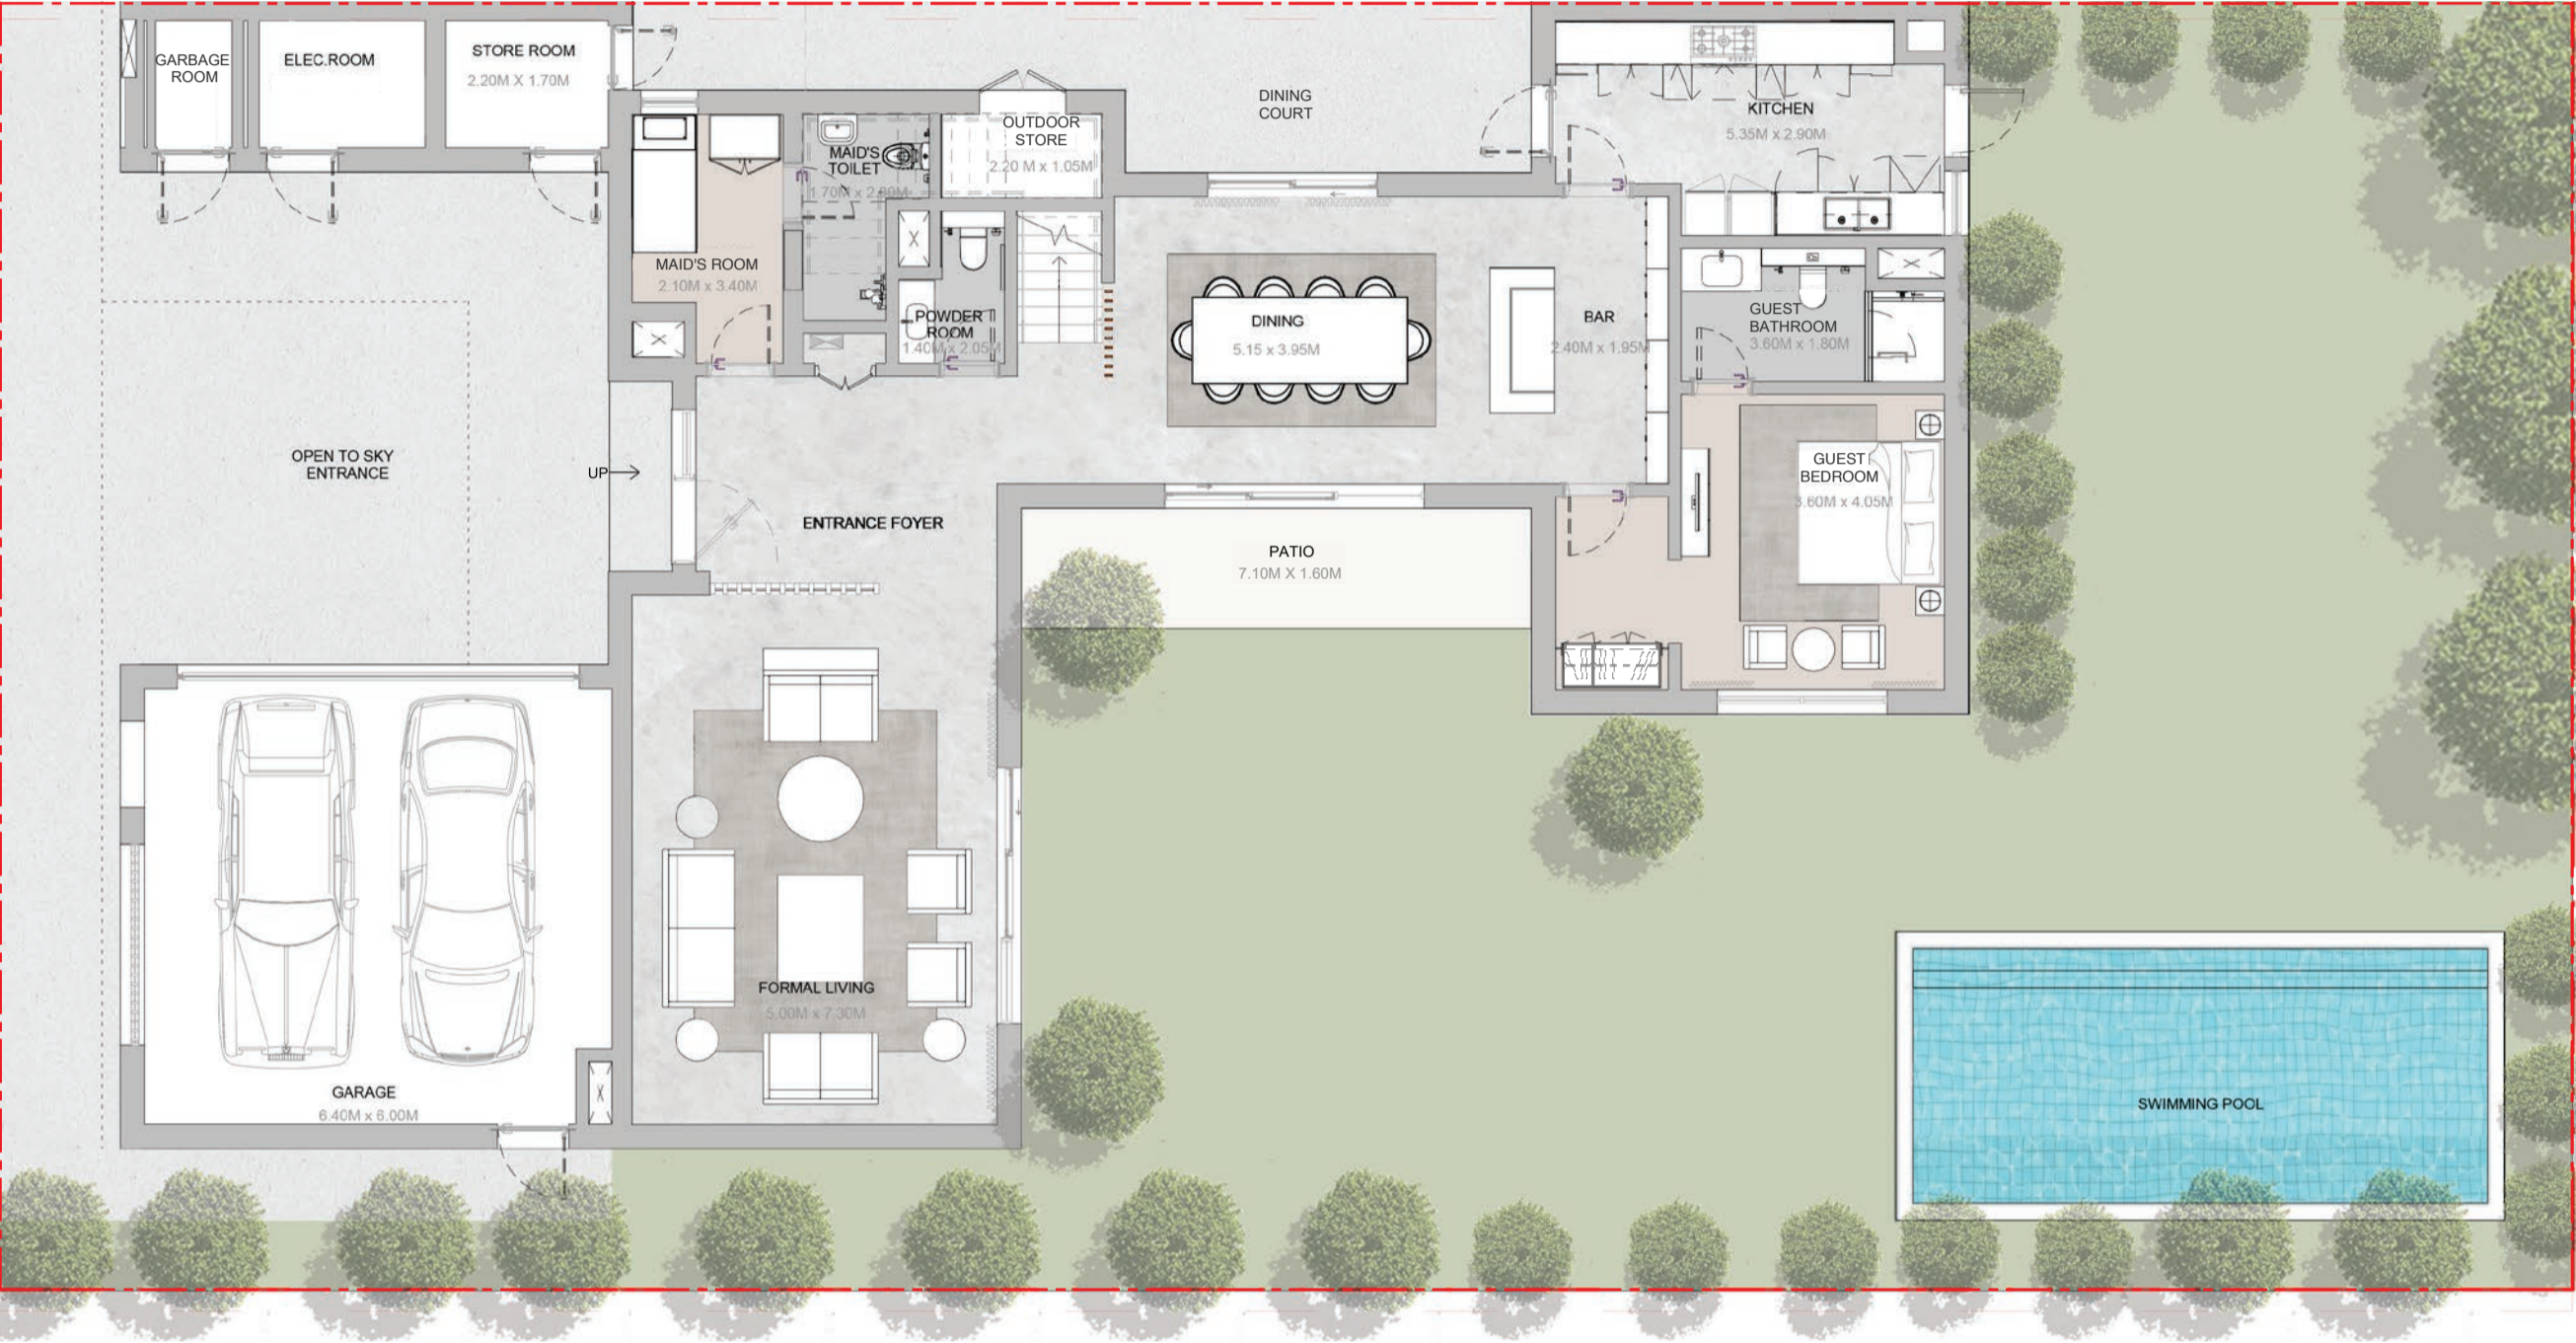 GARBAGE
ROOM
ELEC.ROOM
STORE ROOM
2.20M X 1.70M
OUTDOOR
STORE
2.20 M x 1.05M
DINING
COURT
KITCHEN
5.35M x 2.90M
MAID'S
TOILET
MAID'S ROOM
2.10M x 3.40M
POWDER
ROOM
1.40M x 2.05M
DINING
5.15 x 3.95M
BAR
2.40M x 1.95M
GUEST
BATHROOM
3.60M x 1.80M
OPEN TO SKY
ENTRANCE
UP
ENTRANCE FOYER
GUEST
BEDROOM
3.60M x 4.05M
PATIO
7.10M X 1.60M
FORMAL LIVING
5.00M x 7.30M
GARAGE
6.40M x 6.00M
SWIMMING POOL